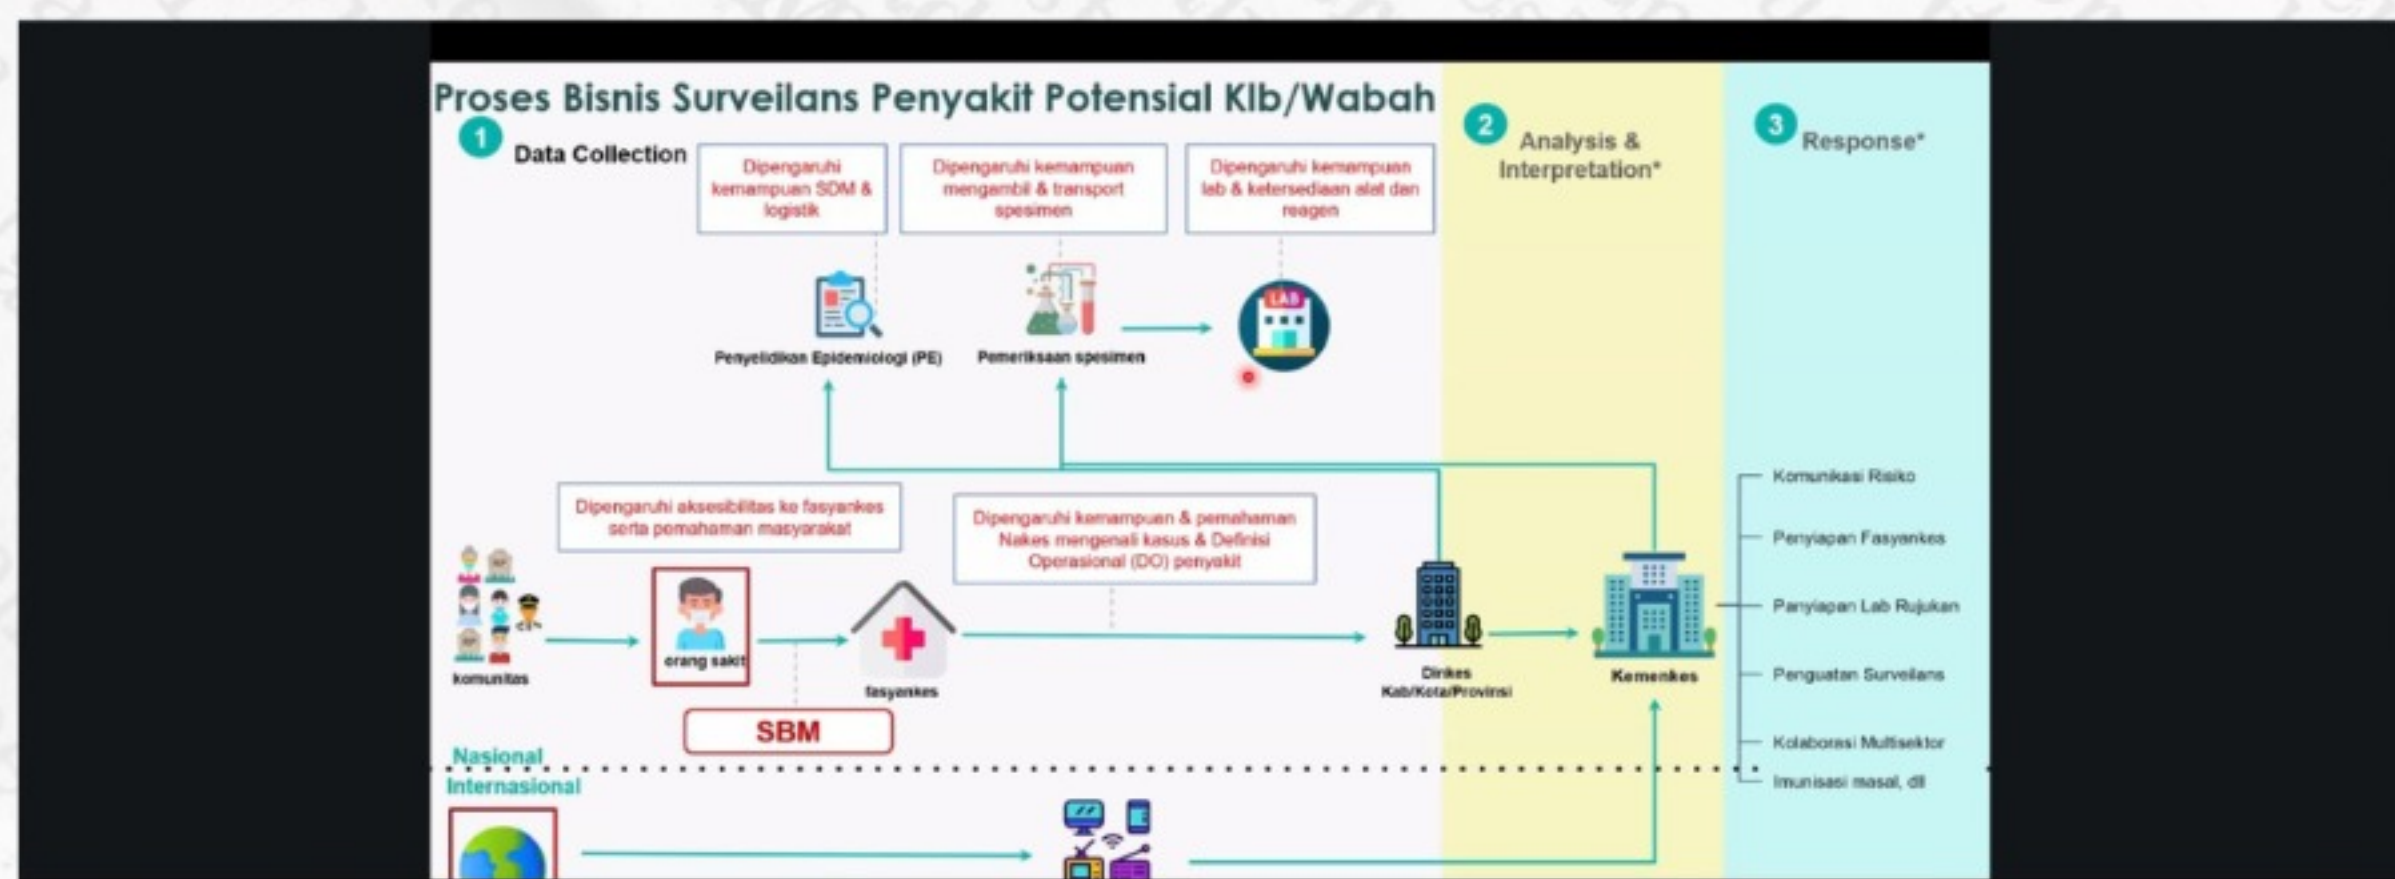 Proses Bisnis Surveilans Penyakit Potensial Klb/Wabah
1
Data Collection
Dipengaruhi
kemampuan SDM &
logistik
Dipengaruhi kemampuan
mengambil & transport
spesimen
Dipengaruhi kemampuan
lab & ketersediaan alat dan
reagen
2
Analysis &
Interpretation*
3
Response*
LAB
Penyelidikan Epidemiologi (PE)
Pemeriksaan spesimen
Dipengaruhi aksesibilitas ke fasyankes
serta pemahaman masyarakat
Dipengaruhi kemampuan & pemahaman
Nakes mengenali kasus & Definisi
Operasional (DO) penyakit
komunitas
orang sakit
fasyankes
SBM
Dinkes
Kab/Kota/Provinsi
Kemenkes
Komunikasi Risiko
Penyiapan Fasyankes
Panyiapan Lab Rujukan
Penguatan Surveilans
Kolaborasi Multisektor
Imunisasi masal, dll
Nasional
Internasional